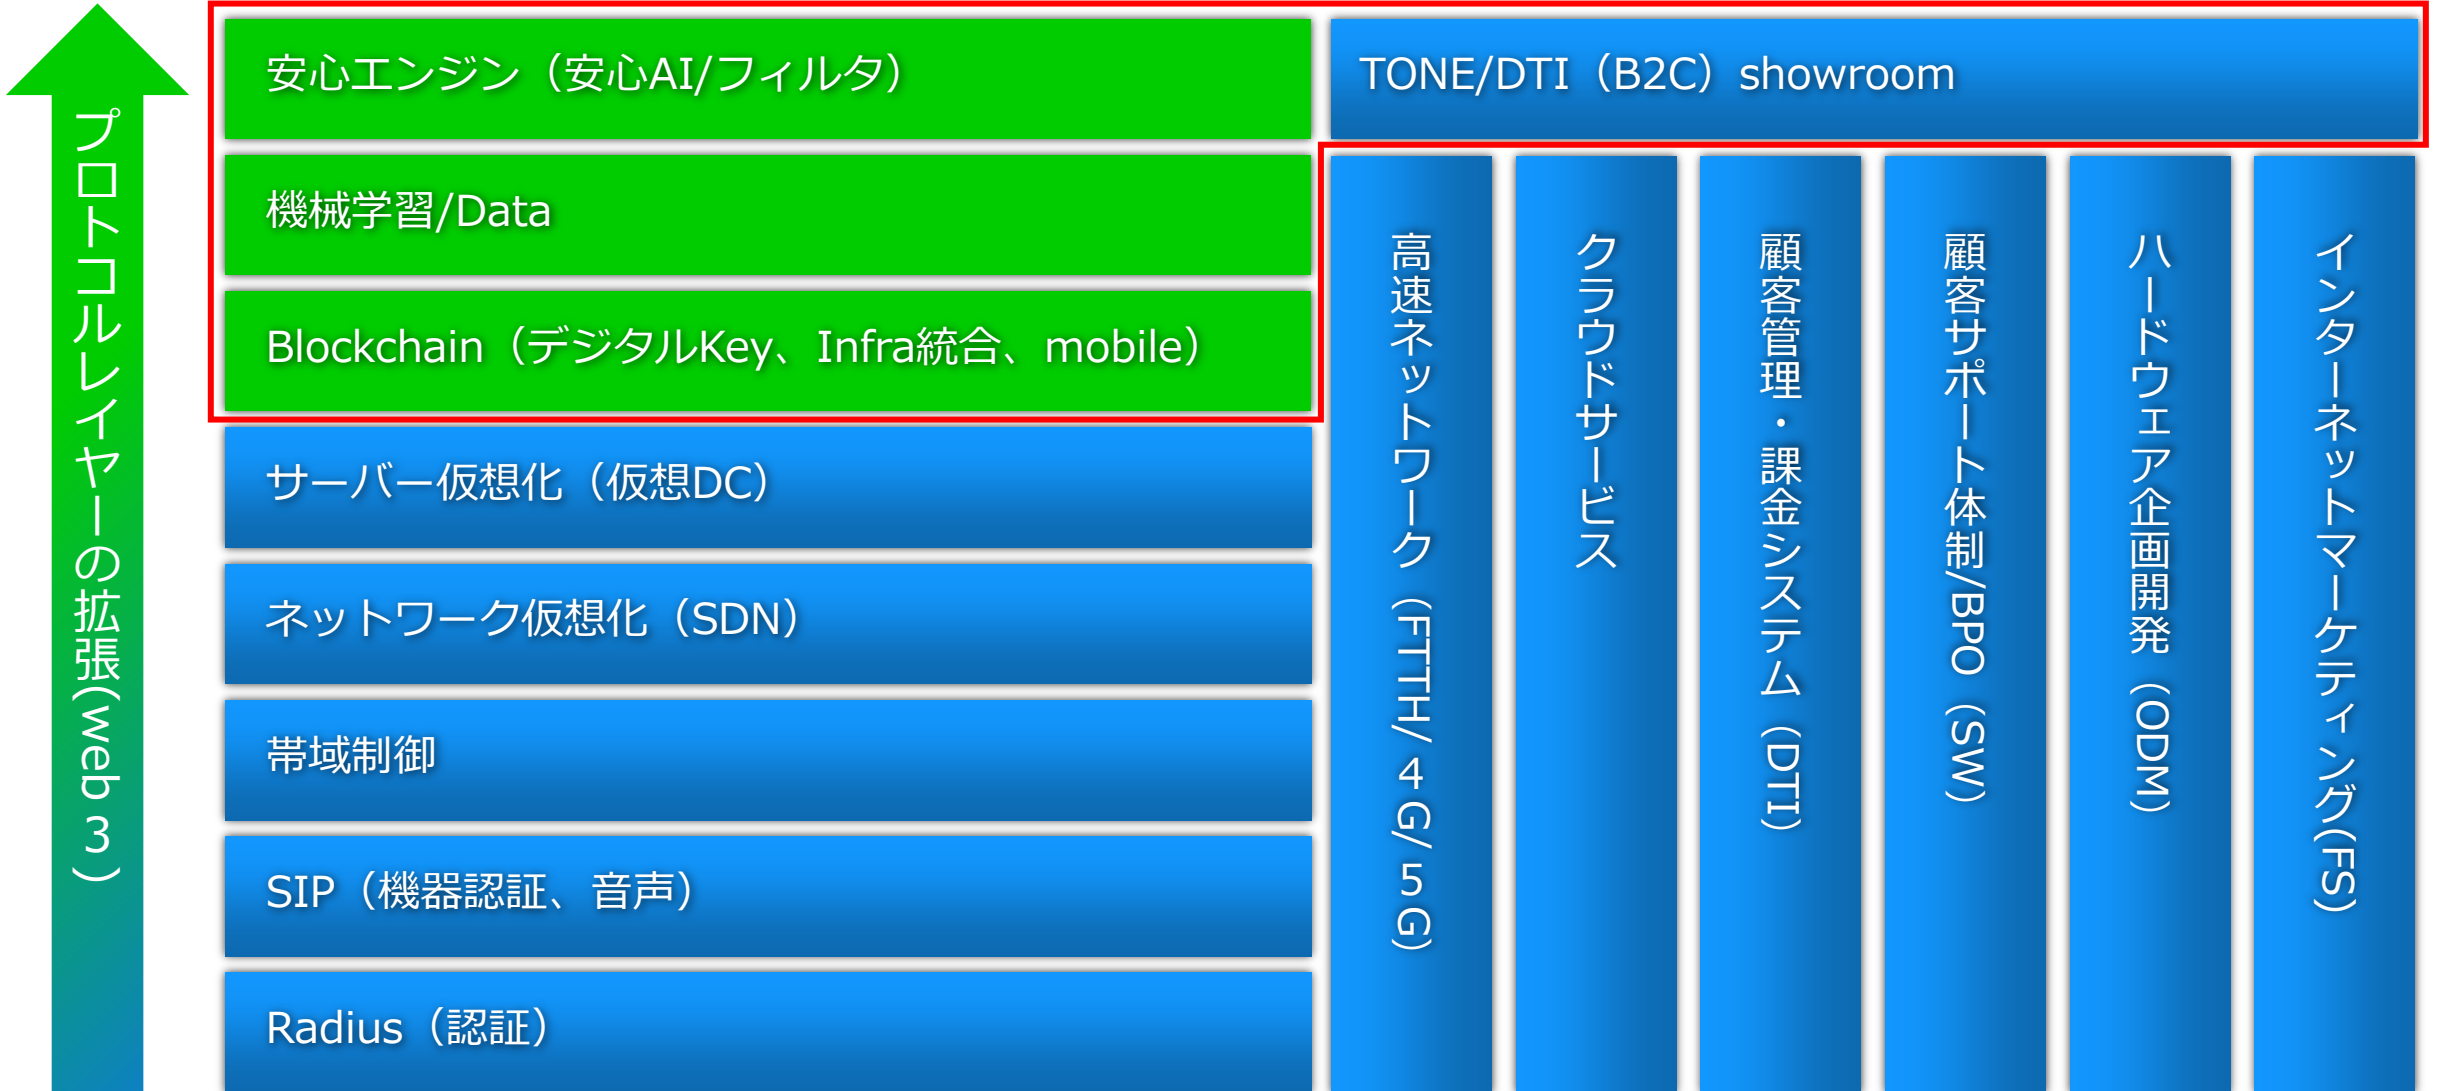 プロトコルレイヤーの拡張(web３)
安心エンジン（安心AI/フィルタ）
TONE/DTI（B2C）showroom
機械学習/Data
Blockchain（デジタルKey、Infra統合、mobile）
サーバー仮想化（仮想DC）
ネットワーク仮想化（SDN）
帯域制御
SIP（機器認証、音声）
Radius（認証）
高速ネットワーク（FTTH/４G/５G）
クラウドサービス
顧客管理・課金システム（DTI）
顧客サポート体制/BPO（SW）
ハードウェア企画開発（ODM）
インターネットマーケティング(FS)